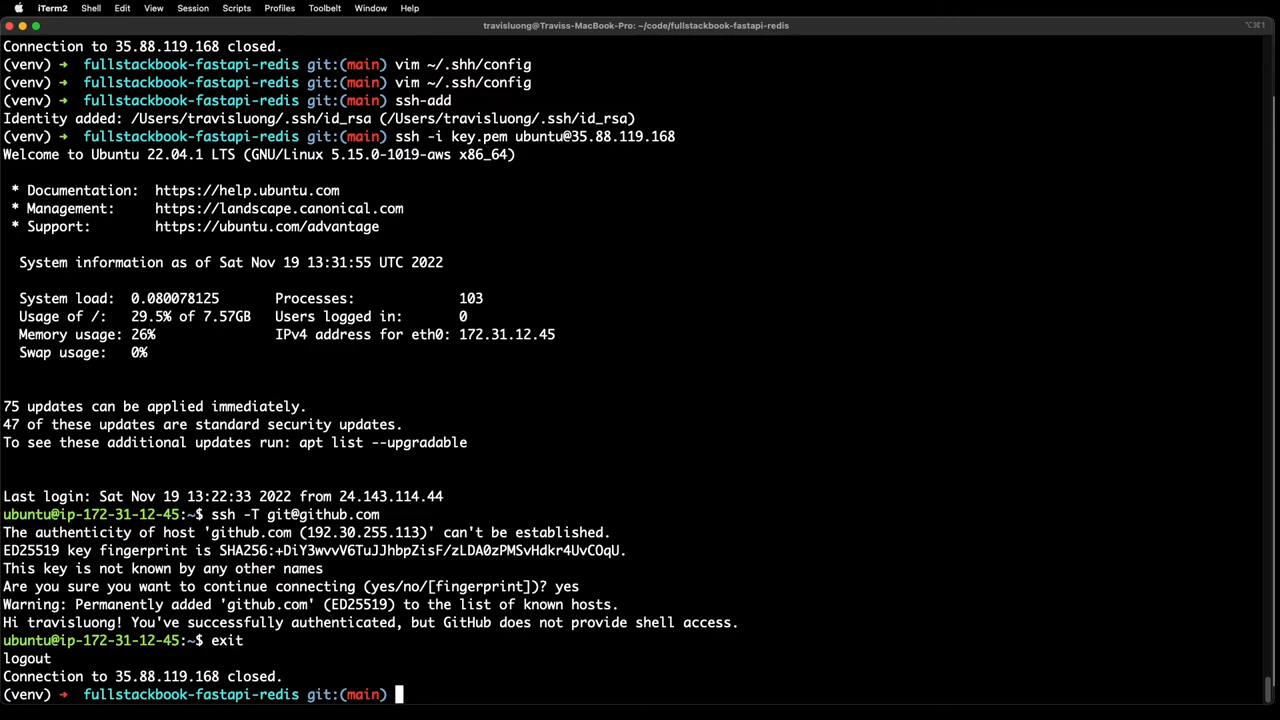 iTerm2 Shell Edit View Session Scripts Profiles Toolbelt Window Help
travisluong@Traviss-MacBook-Pro: ~/code/fullstackbook-fastapi-redis ⌥⌘1
Connection to 35.88.119.168 closed.
(venv) ➜ fullstackbook-fastapi-redis git:(main) vim ~/.shh/config
(venv) ➜ fullstackbook-fastapi-redis git:(main) vim ~/.ssh/config
(venv) ➜ fullstackbook-fastapi-redis git:(main) ssh-add
Identity added: /Users/travisluong/.ssh/id_rsa (/Users/travisluong/.ssh/id_rsa)
(venv) ➜ fullstackbook-fastapi-redis git:(main) ssh -i key.pem ubuntu@35.88.119.168
Welcome to Ubuntu 22.04.1 LTS (GNU/Linux 5.15.0-1019-aws x86_64)
* Documentation: https://help.ubuntu.com
* Management: https://landscape.canonical.com
* Support: https://ubuntu.com/advantage
System information as of Sat Nov 19 13:31:55 UTC 2022
System load: 0.080078125 Processes: 103
Usage of /: 29.5% of 7.57GB Users logged in: 0
Memory usage: 26% IPv4 address for eth0: 172.31.12.45
Swap usage: 0%
75 updates can be applied immediately.
47 of these updates are standard security updates.
To see these additional updates run: apt list --upgradable
Last login: Sat Nov 19 13:22:33 2022 from 24.143.114.44
ubuntu@ip-172-31-12-45:~$ ssh -T git@github.com
The authenticity of host 'github.com (192.30.255.113)' can't be established.
ED25519 key fingerprint is SHA256:+DiY3wvvV6TuJJhbpZisF/zLDA0zPMSvHdkr4UvCOqU.
This key is not known by any other names
Are you sure you want to continue connecting (yes/no/[fingerprint])? yes
Warning: Permanently added 'github.com' (ED25519) to the list of known hosts.
Hi travisluong! You've successfully authenticated, but GitHub does not provide shell access.
ubuntu@ip-172-31-12-45:~$ exit
logout
Connection to 35.88.119.168 closed.
(venv) ➜ fullstackbook-fastapi-redis git:(main)